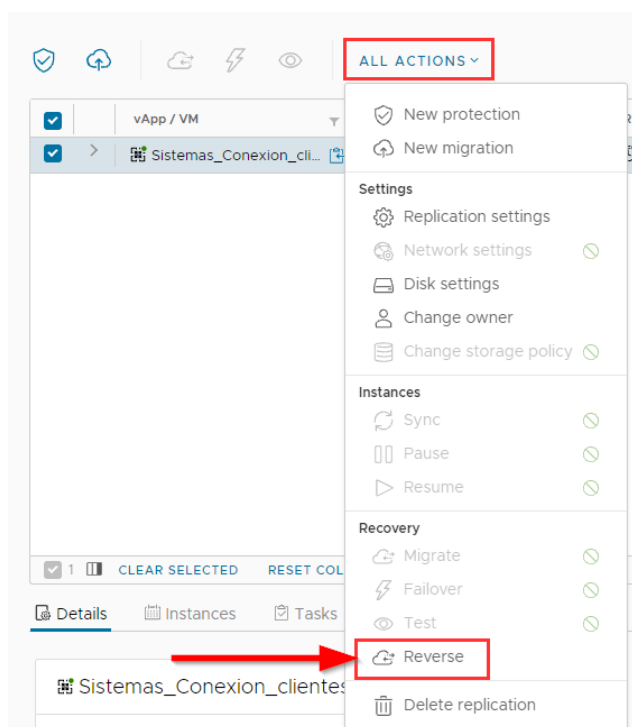 ALL ACTIONS
vApp / VM
New protection
Sistemas_Conexion_cli...
New migration
Settings
Replication settings
Network settings
Disk settings
Change owner
Change storage policy
Instances
Sync
Pause
Resume
Recovery
Migrate
1 CLEAR SELECTED RESET COL
Failover
Details Instances Tasks
Test
Reverse
Sistemas_Conexion_clientes
Delete replication